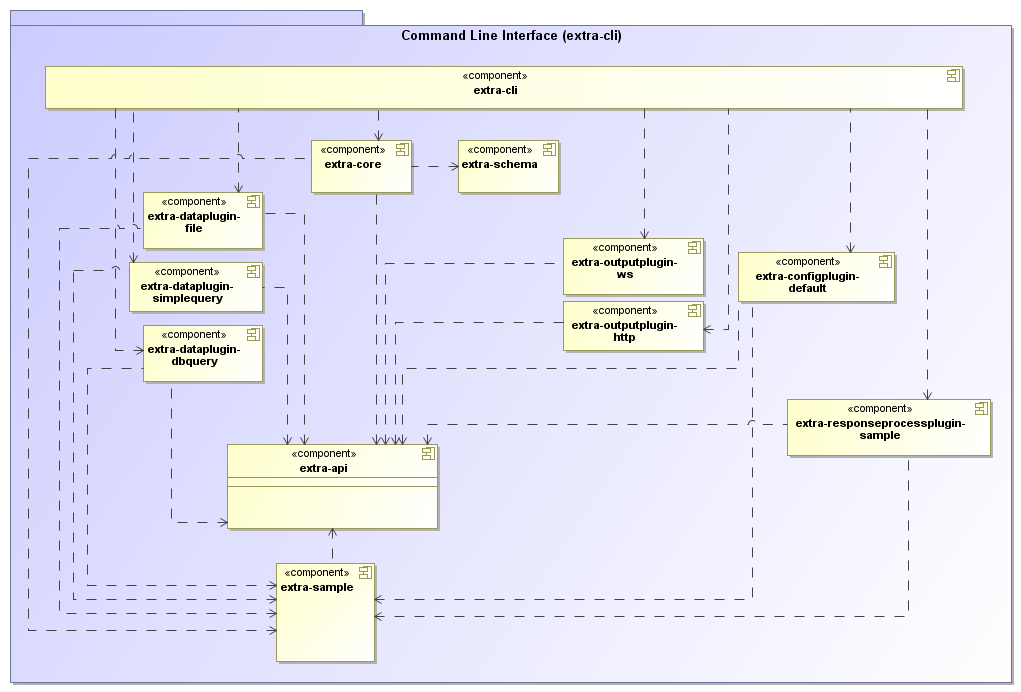 Command Line Interface (extra-cli)
«component»
extra-cli
«component»
extra-core
«component»
extra-schema
«component»
extra-dataplugin-
file
«component»
extra-outputplugin-
ws
«component»
extra-configplugin-
default
«component»
extra-dataplugin-
simplequery
«component»
extra-outputplugin-
http
«component»
extra-dataplugin-
dbquery
«component»
extra-responseprocessplugin-
sample
«component»
extra-api
«component»
extra-sample